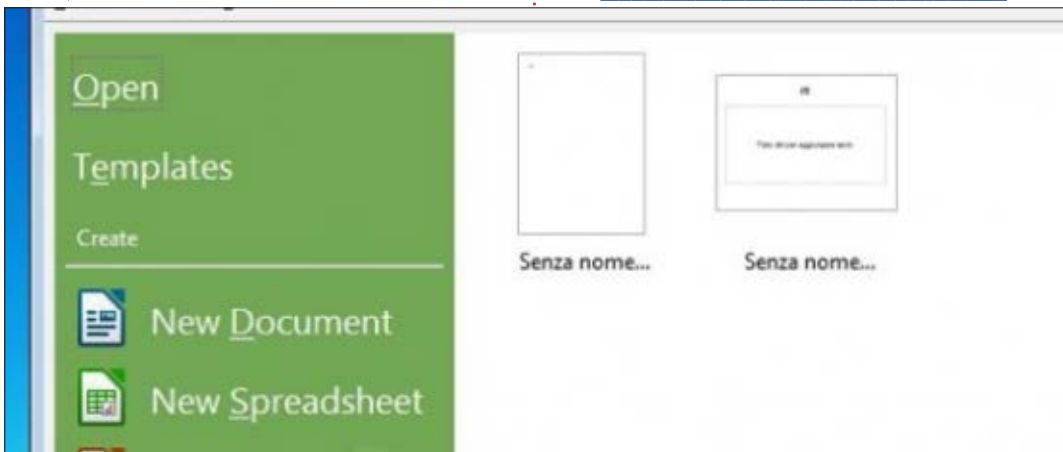 Open
Templates
Create
New Document
New Spreadsheet
Senza nome...
Senza nome...